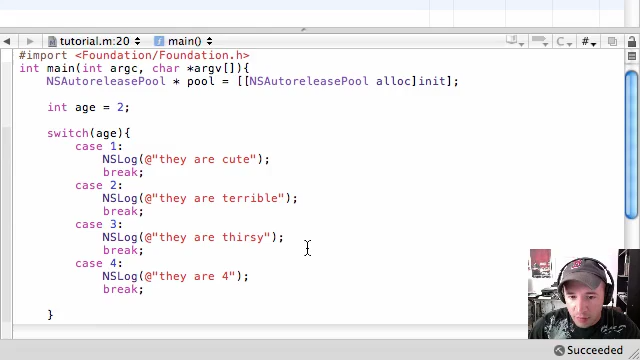 tutorial.m:20 main()
#import <Foundation/Foundation.h>
int main(int argc, char *argv[]){
NSAutoreleasePool * pool = [[NSAutoreleasePool alloc]init];
int age = 2;
switch(age){
case 1:
NSLog(@"they are cute");
break;
case 2:
NSLog(@"they are terrible");
break;
case 3:
NSLog(@"they are thirsy");
break;
case 4:
NSLog(@"they are 4");
break;
}
Succeeded